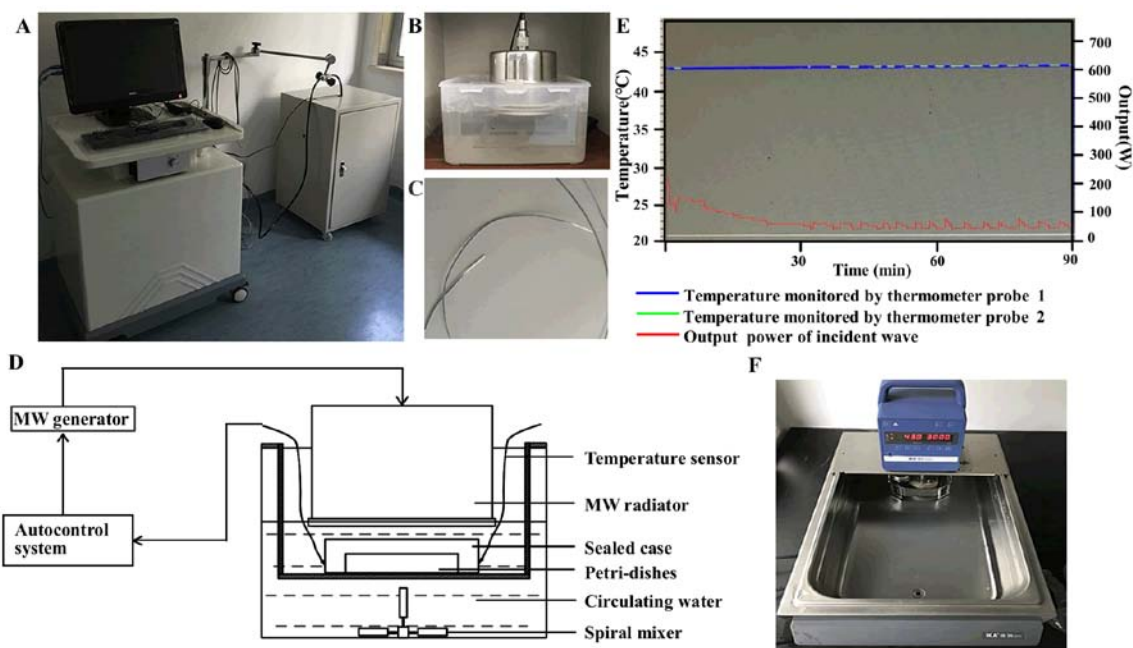 A
B
C
E
45
42
35
30
25
20
Temperature(°C)
700
600
500
400
300
200
100
0
Output(W)
30
60
90
Time (min)
Temperature monitored by thermometer probe 1
Temperature monitored by thermometer probe 2
Output power of incident wave
D
MW generator
Autocontrol
system
Temperature sensor
MW radiator
Sealed case
Petri-dishes
Circulating water
Spiral mixer
F
IKA